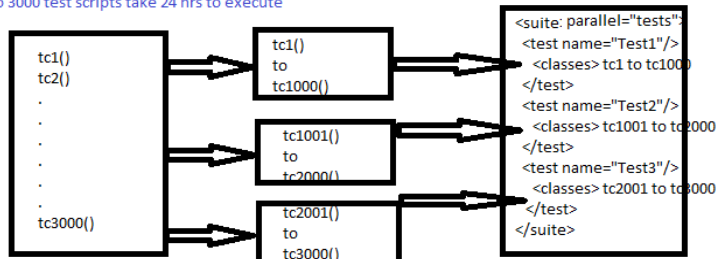 3000 test scripts take 24 hrs to execute
tc1()
tc2()
.
.
.
.
.
.
tc3000()
tc1()
to
tc1000()
tc1001()
to
tc2000()
tc2001()
to
tc3000()
<suite: parallel="tests">
<test name="Test1"/>
<classes> tc1 to tc1000
</test>
<test name="Test2"/>
<classes> tc1001 to tc2000
</test>
<test name="Test3"/>
<classes> tc2001 to tc3000
</test>
</suite>